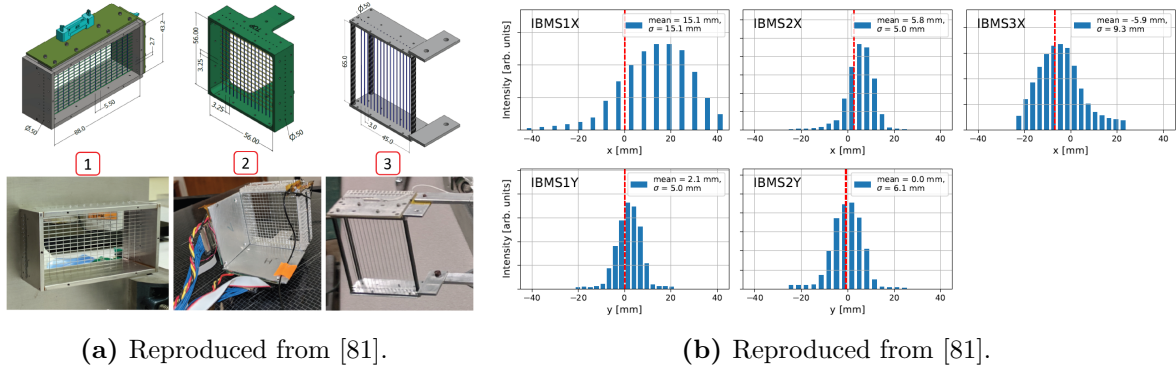 Ø.50
43.2
2.7
5.50
88.0
Ø.50
1
56.00
3.25
3.25
56.00
Ø.50
2
Ø.50
65.0
3.0
45.0
3
IBMS1X
mean = 15.1 mm,
σ = 15.1 mm
Intensity [arb. units]
−40 −20 0 20 40
x [mm]
IBMS2X
mean = 5.8 mm
σ = 5.0 mm
−40 −20 0 20 40
x [mm]
IBMS3X
mean = -5.9 mm,
σ = 9.3 mm
−40 −20 0 20 40
x [mm]
IBMS1Y
mean = 2.1 mm,
σ = 5.0 mm
Intensity [arb. units]
−40 −20 0 20 40
y [mm]
IBMS2Y
mean = 0.0 mm,
σ = 6.1 mm
−40 −20 0 20 40
y [mm]
(a) Reproduced from [81].
(b) Reproduced from [81].